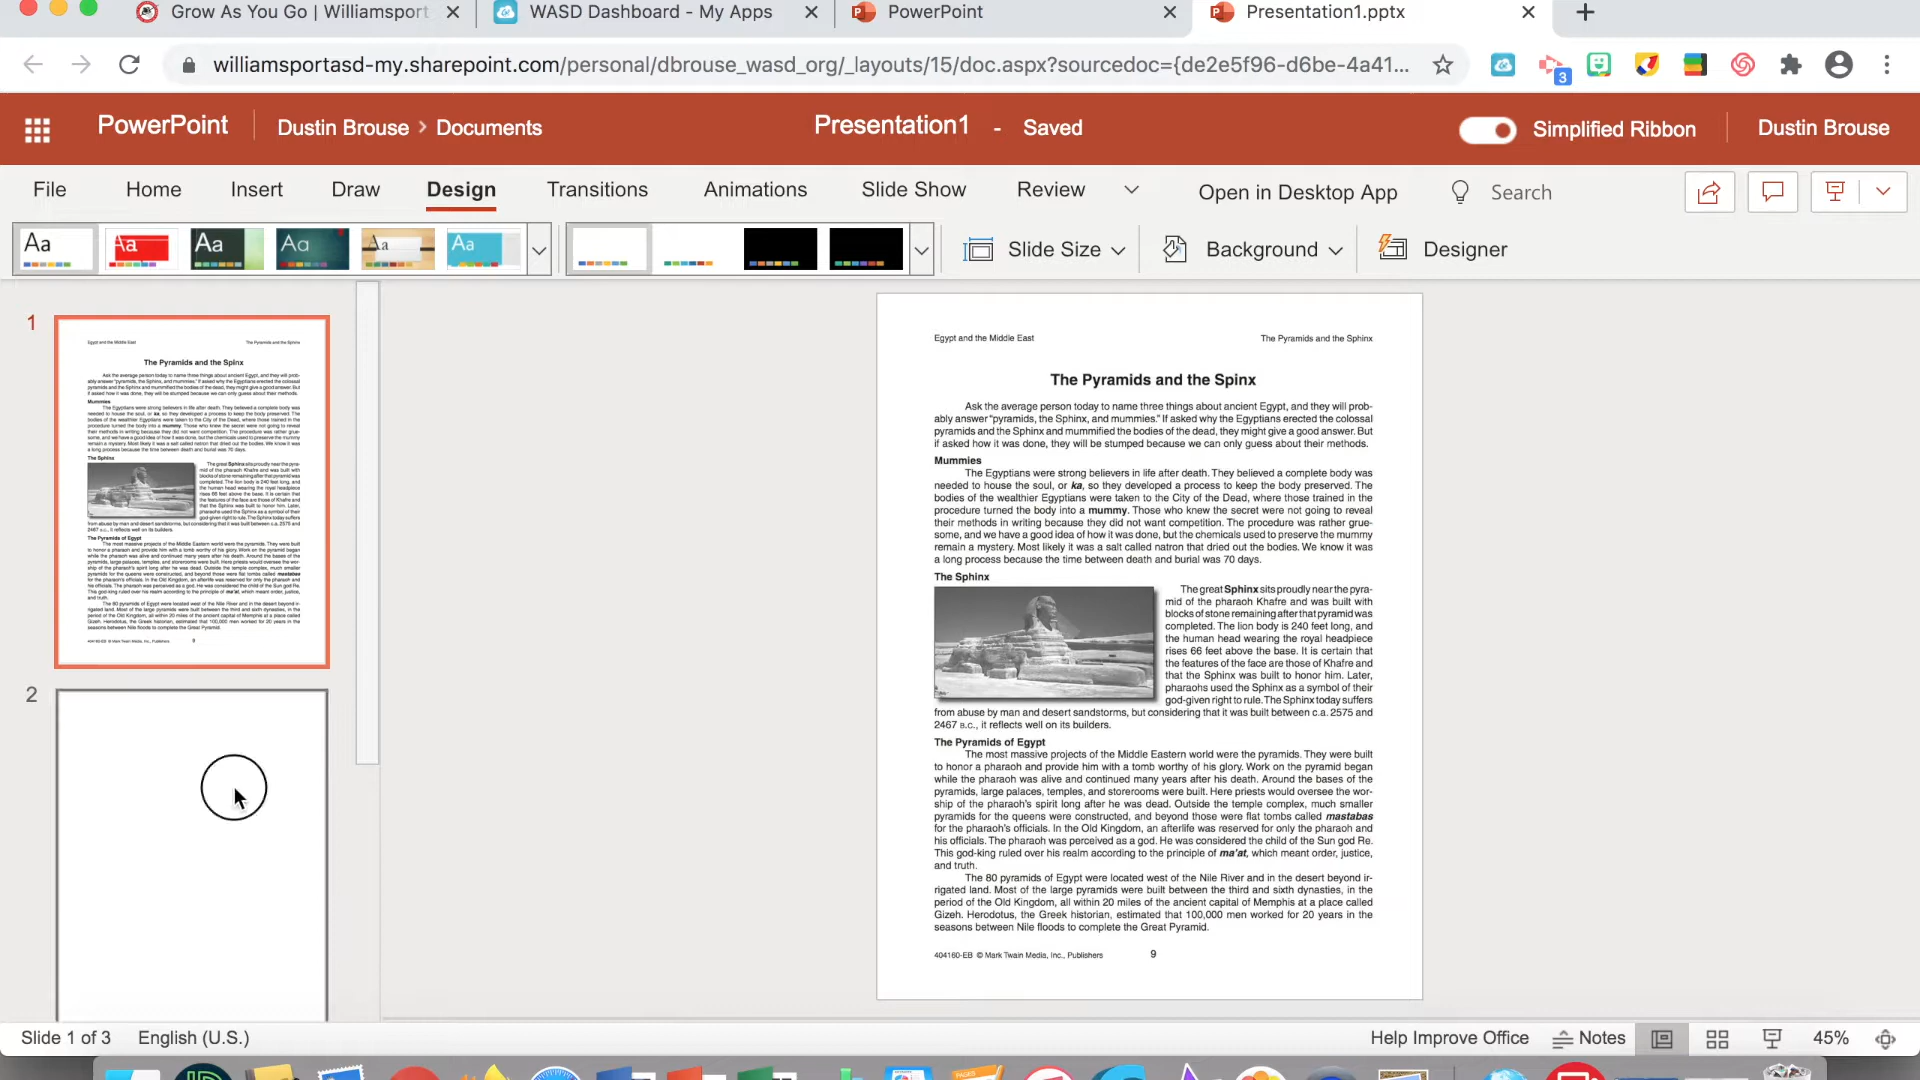 Grow As You Go | Williamsport
WASD Dashboard - My Apps
PowerPoint
Presentation1.pptx
williamsportasd-my.sharepoint.com/personal/dbrouse_wasd_org/_layouts/15/doc.aspx?sourcedoc={de2e5f96-d6be-4a41...
3
PowerPoint
Dustin Brouse > Documents
Presentation1 - Saved
Simplified Ribbon
Dustin Brouse
File
Home
Insert
Draw
Design
Transitions
Animations
Slide Show
Review
Open in Desktop App
Search
Aa
Aa
Aa
Aa
Aa
Aa
Slide Size
Background
Designer
1
Egypt and the Middle East
The Pyramids and the Sphinx
The Pyramids and the Spinx
Ask the average person today to name three things about ancient Egypt, and they will prob-
ably answer "pyramids, the Sphinx, and mummies." If asked why the Egyptians erected the colossal
pyramids and the Sphinx and mummified the bodies of the dead, they might give a good answer. But
if asked how it was done, they will be stumped because we can only guess about their methods.
Mummies
The Egyptians were strong believers in life after death. They believed a complete body was
needed to house the soul, or ka, so they developed a process to keep the body preserved. The
bodies of the wealthier Egyptians were taken to the City of the Dead, where those trained in the
procedure turned the body into a mummy. Those who knew the secret were not going to reveal
their methods in writing because they did not want competition. The procedure was rather grue-
some, and we have a good idea of how it was done, but the chemicals used to preserve the mummy
remain a mystery. Most likely it was a salt called natron that dried out the bodies. We know it was
a long process because the time between death and burial was 70 days.
The Sphinx
The great Sphinx sits proudly near the pyra-
mid of the pharaoh Khafre and was built with
blocks of stone remaining after that pyramid was
completed. The lion body is 240 feet long, and
the human head wearing the royal headpiece
rises 66 feet above the base. It is certain that
the features of the face are those of Khafre and
that the Sphinx was built to honor him. Later,
pharaohs used the Sphinx as a symbol of their
god-given right to rule. The Sphinx today suffers
from abuse by man and desert sandstorms, but considering that it was built between c.a. 2575 and
2467 B.C., it reflects well on its builders.
The Pyramids of Egypt
The most massive projects of the Middle Eastern world were the pyramids. They were built
to honor a pharaoh and provide him with a tomb worthy of his glory. Work on the pyramid began
while the pharaoh was alive and continued many years after his death. Around the bases of the
pyramids, large palaces, temples, and storerooms were built. Here priests would oversee the wor-
ship of the pharaoh's spirit long after he was dead. Outside the temple complex, much smaller
pyramids for the queens were constructed, and beyond those were flat tombs called mastabas
for the pharaoh's officials. In the Old Kingdom, an afterlife was reserved for only the pharaoh and
his officials. The pharaoh was perceived as a god. He was considered the child of the Sun god Re.
This god-king ruled over his realm according to the principle of ma'at, which meant order, justice,
and truth.
The 80 pyramids of Egypt were located west of the Nile River and in the desert beyond ir-
rigated land. Most of the large pyramids were built between the third and sixth dynasties, in the
period of the Old Kingdom, all within 20 miles of the ancient capital of Memphis at a place called
Gizeh. Herodotus, the Greek historian, estimated that 100,000 men worked for 20 years in the
seasons between Nile floods to complete the Great Pyramid.
404160-EB © Mark Twain Media, Inc., Publishers
9
2
Slide 1 of 3
English (U.S.)
Help Improve Office
Notes
45%